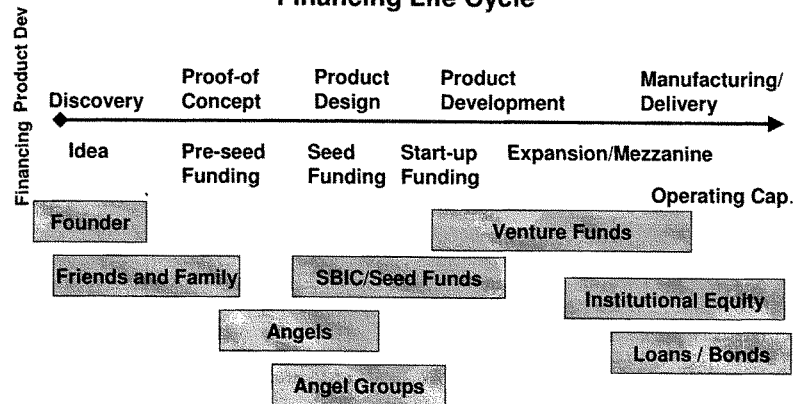 Financing Life Cycle
Product Dev
Financing
Discovery
Proof-of
Concept
Product
Design
Product
Development
Manufacturing/
Delivery
Idea
Pre-seed
Funding
Seed
Funding
Start-up
Funding
Expansion/Mezzanine
Operating Cap.
Founder
Venture Funds
Friends and Family
SBIC/Seed Funds
Institutional Equity
Angels
Loans / Bonds
Angel Groups